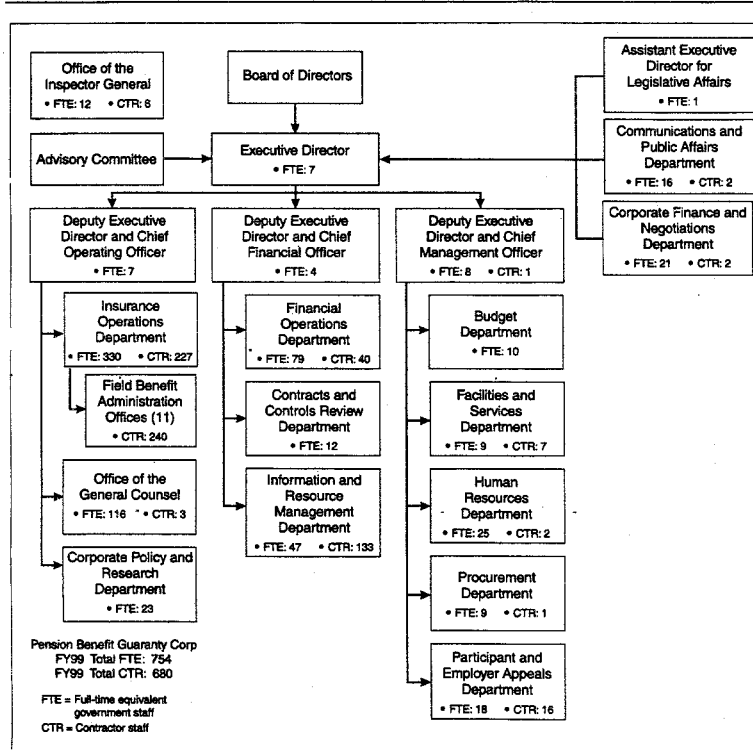 Office of the
Inspector General
• FTE: 12 • CTR: 6
Board of Directors
Assistant Executive
Director for
Legislative Affairs
• FTE: 1
Advisory Committee
Executive Director
• FTE: 7
Communications and
Public Affairs
Department
• FTE: 16 • CTR: 2
Corporate Finance and
Negotiations
Department
• FTE: 21 • CTR: 2
Deputy Executive
Director and Chief
Operating Officer
• FTE: 7
Insurance
Operations
Department
• FTE: 330 • CTR: 227
Field Benefit
Administration
Offices (11)
• CTR: 240
Office of the
General Counsel
• FTE: 116 • CTR: 3
Corporate Policy and
Research
Department
• FTE: 23
Deputy Executive
Director and Chief
Financial Officer
• FTE: 4
Financial
Operations
Department
• FTE: 79 • CTR: 40
Contracts and
Controls Review
Department
• FTE: 12
Information and
Resource
Management
Department
• FTE: 47 • CTR: 133
Deputy Executive
Director and Chief
Management Officer
• FTE: 8 • CTR: 1
Budget
Department
• FTE: 10
Facilities and
Services
Department
• FTE: 9 • CTR: 7
Human
Resources
Department
• FTE: 25 • CTR: 2
Procurement
Department
• FTE: 9 • CTR: 1
Participant and
Employer Appeals
Department
• FTE: 18 • CTR: 16
Pension Benefit Guaranty Corp
FY99 Total FTE: 754
FY99 Total CTR: 680
FTE = Full-time equivalent
government staff
CTR = Contractor staff